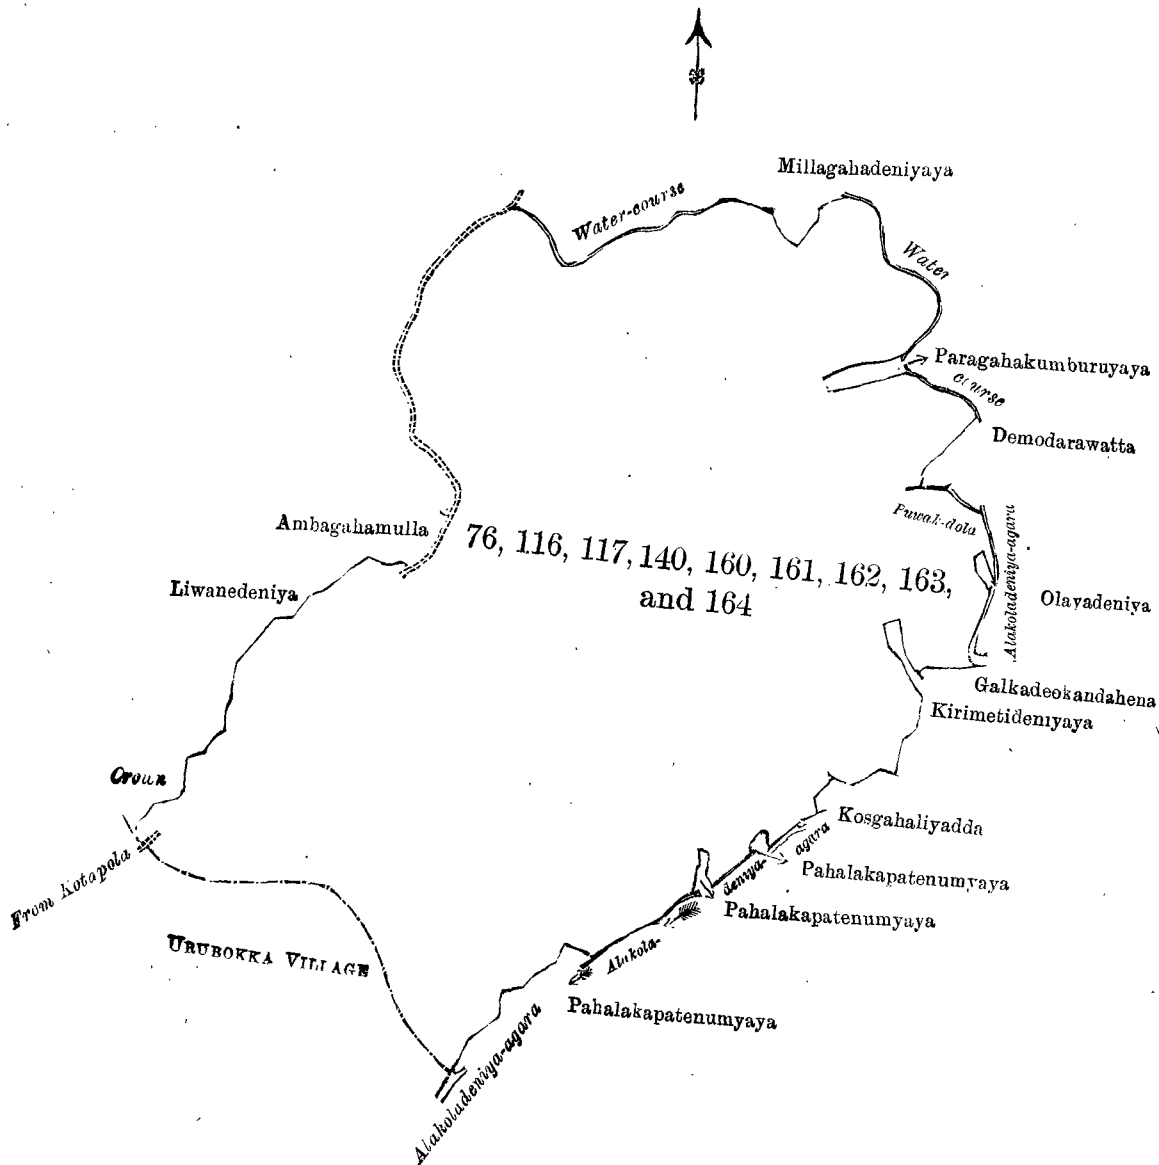 Millagahadeniyaya
Water-course
Water
Paragahakumburuyaya
course
Demodarawatta
Puwak-dola
Alakoladeniya-agara
Ambagahamulla
76, 116, 117, 140, 160, 161, 162, 163,
and 164
Liwanedeniya
Olayadeniya
Galkadeokandahena
Kirimetideniyaya
Croun
Kosgahaliyadda
agara
From Kotapola
Pahalakapatenumyaya
deniya-
Pahalakapatenumyaya
URUBOKKA VILLAGE
Alakola-
Pahalakapatenumyaya
Alakoladeniya-agara